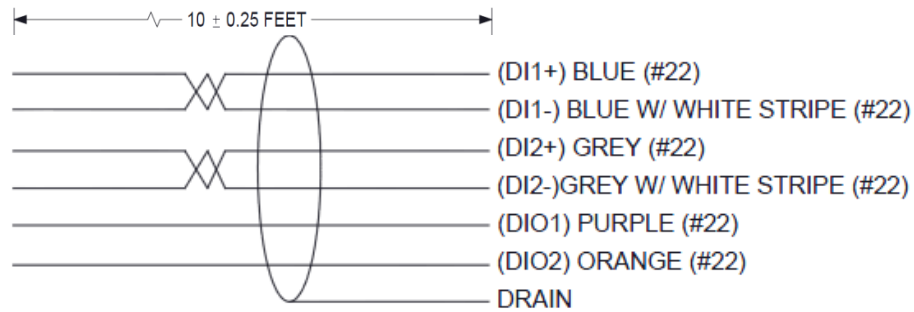 10 ± 0.25 FEET
(DI1+) BLUE (#22)
(DI1-) BLUE W/ WHITE STRIPE (#22)
(DI2+) GREY (#22)
(DI2-)GREY W/ WHITE STRIPE (#22)
(DIO1) PURPLE (#22)
(DIO2) ORANGE (#22)
DRAIN